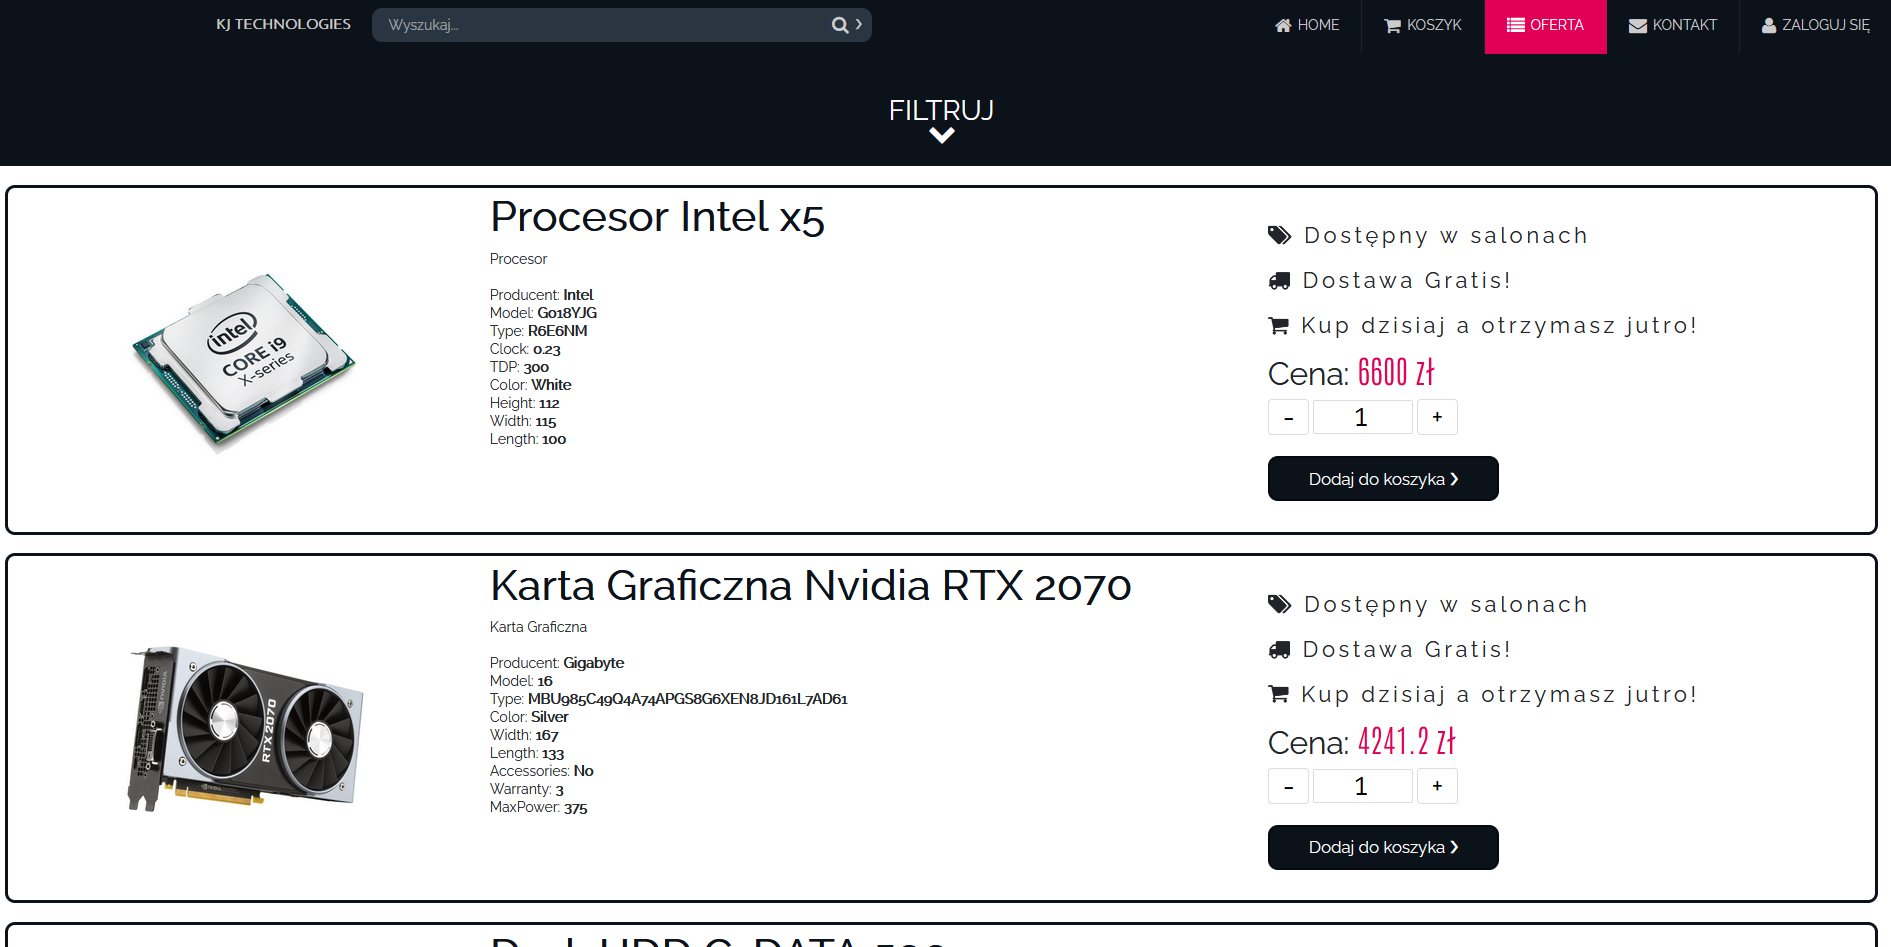 KJ TECHNOLOGIES
Wyszukaj...
HOME
KOSZYK
OFERTA
KONTAKT
ZALOGUJ SIĘ
FILTRUJ
intel
CORE i9
X-series
Procesor Intel x5
Procesor
Producent: Intel
Model: G018YJG
Type: R6E6NM
Clock: 0.23
TDP: 300
Color: White
Height: 112
Width: 115
Length: 100
Dostępny w salonach
Dostawa Gratis!
Kup dzisiaj a otrzymasz jutro!
Cena: 6600 zł
- 1 +
Dodaj do koszyka ❯
NVIDIA
RTX 2070
NVIDIA
Karta Graficzna Nvidia RTX 2070
Karta Graficzna
Producent: Gigabyte
Model: 16
Type: MBU985C49Q4A74APGS8G6XEN8JD161L7AD61
Color: Silver
Width: 167
Length: 133
Accessories: No
Warranty: 3
MaxPower: 375
Dostępny w salonach
Dostawa Gratis!
Kup dzisiaj a otrzymasz jutro!
Cena: 4241.2 zł
- 1 +
Dodaj do koszyka ❯
HDD